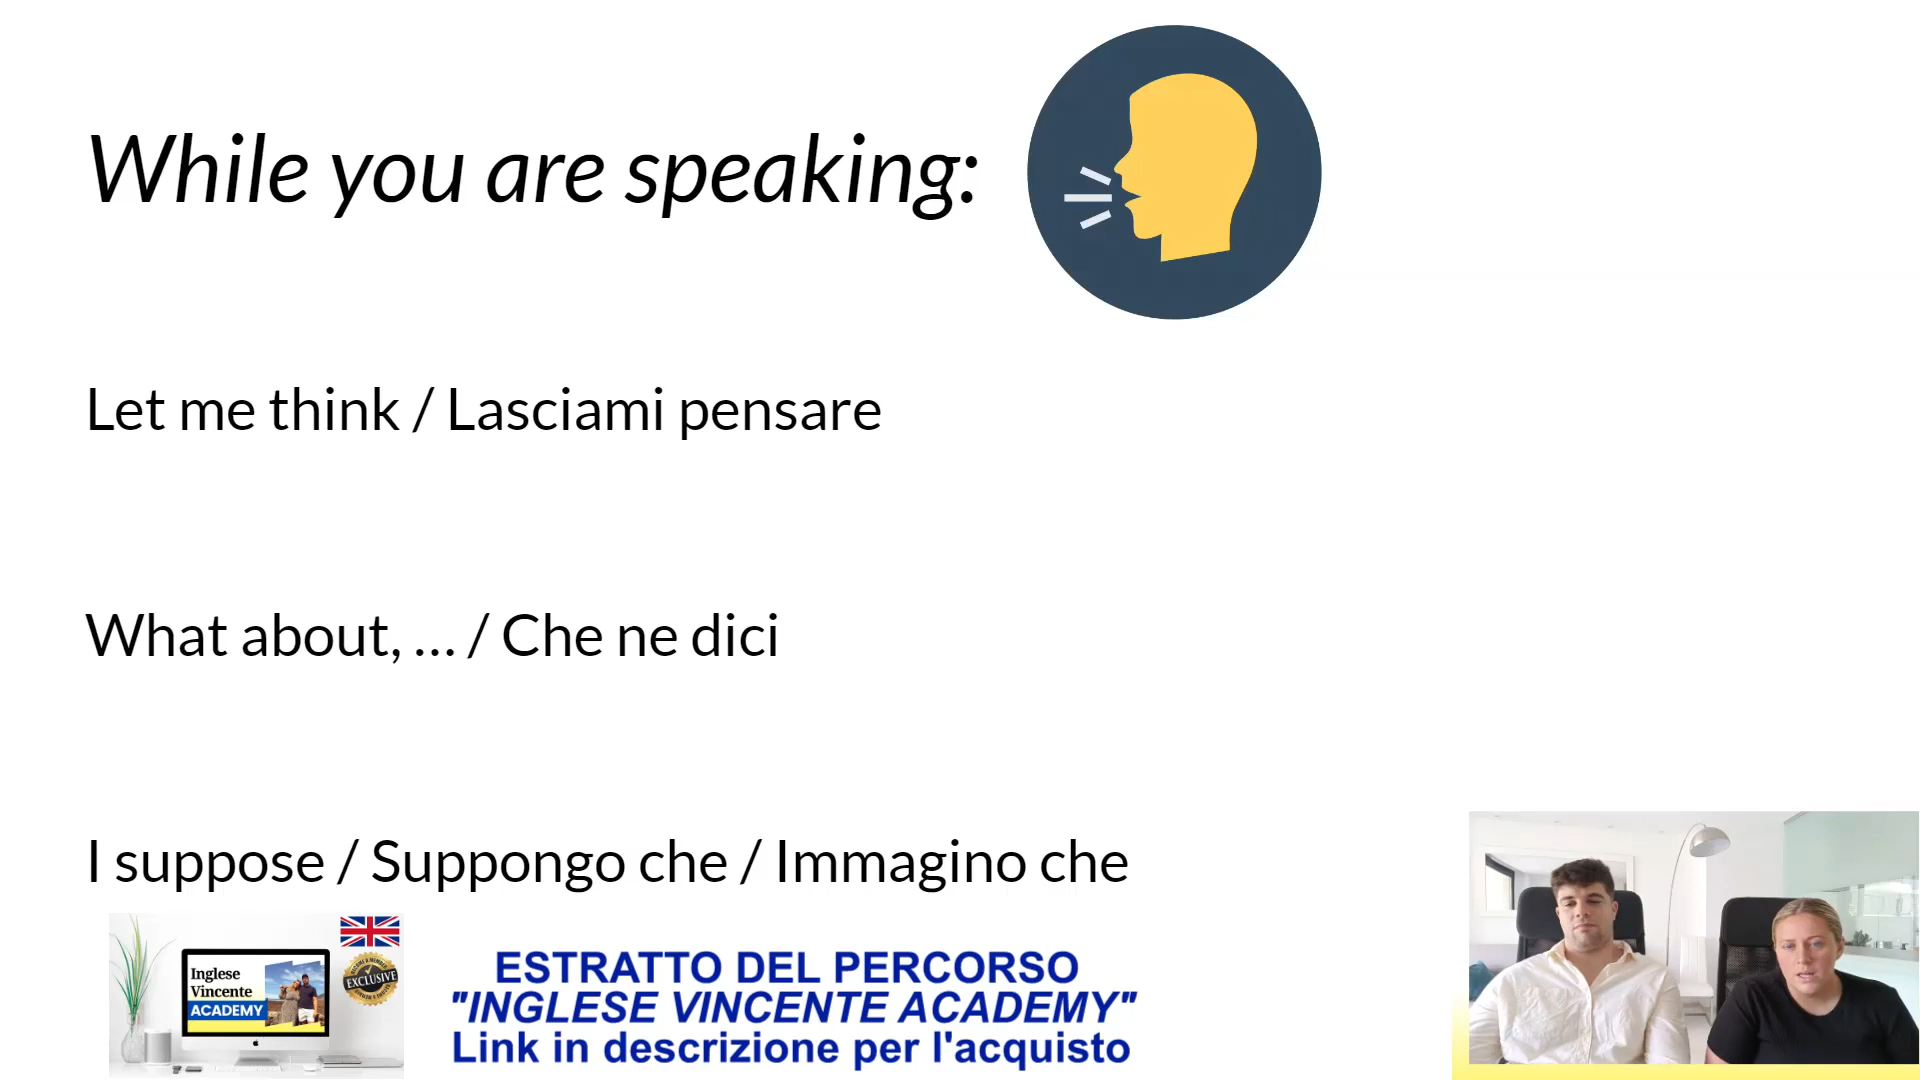 While you are speaking:
Let me think / Lasciami pensare
What about, ... / Che ne dici
I suppose / Suppongo che / Immagino che
Inglese
Vincente
ACADEMY
EXCLUSIVE
ESTRATTO DEL PERCORSO
"INGLESE VINCENTE ACADEMY"
Link in descrizione per l'acquisto